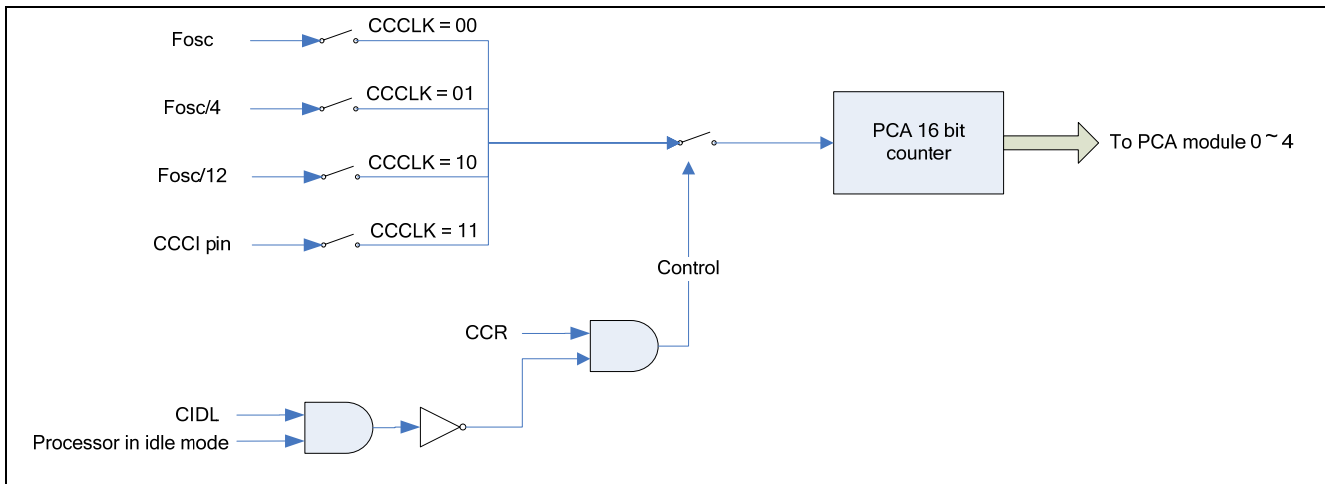 Fosc
CCCLK = 00
Fosc/4
CCCLK = 01
Fosc/12
CCCLK = 10
CCCI pin
CCCLK = 11
PCA 16 bit
counter
To PCA module 0 ~ 4
Control
CCR
CIDL
Processor in idle mode